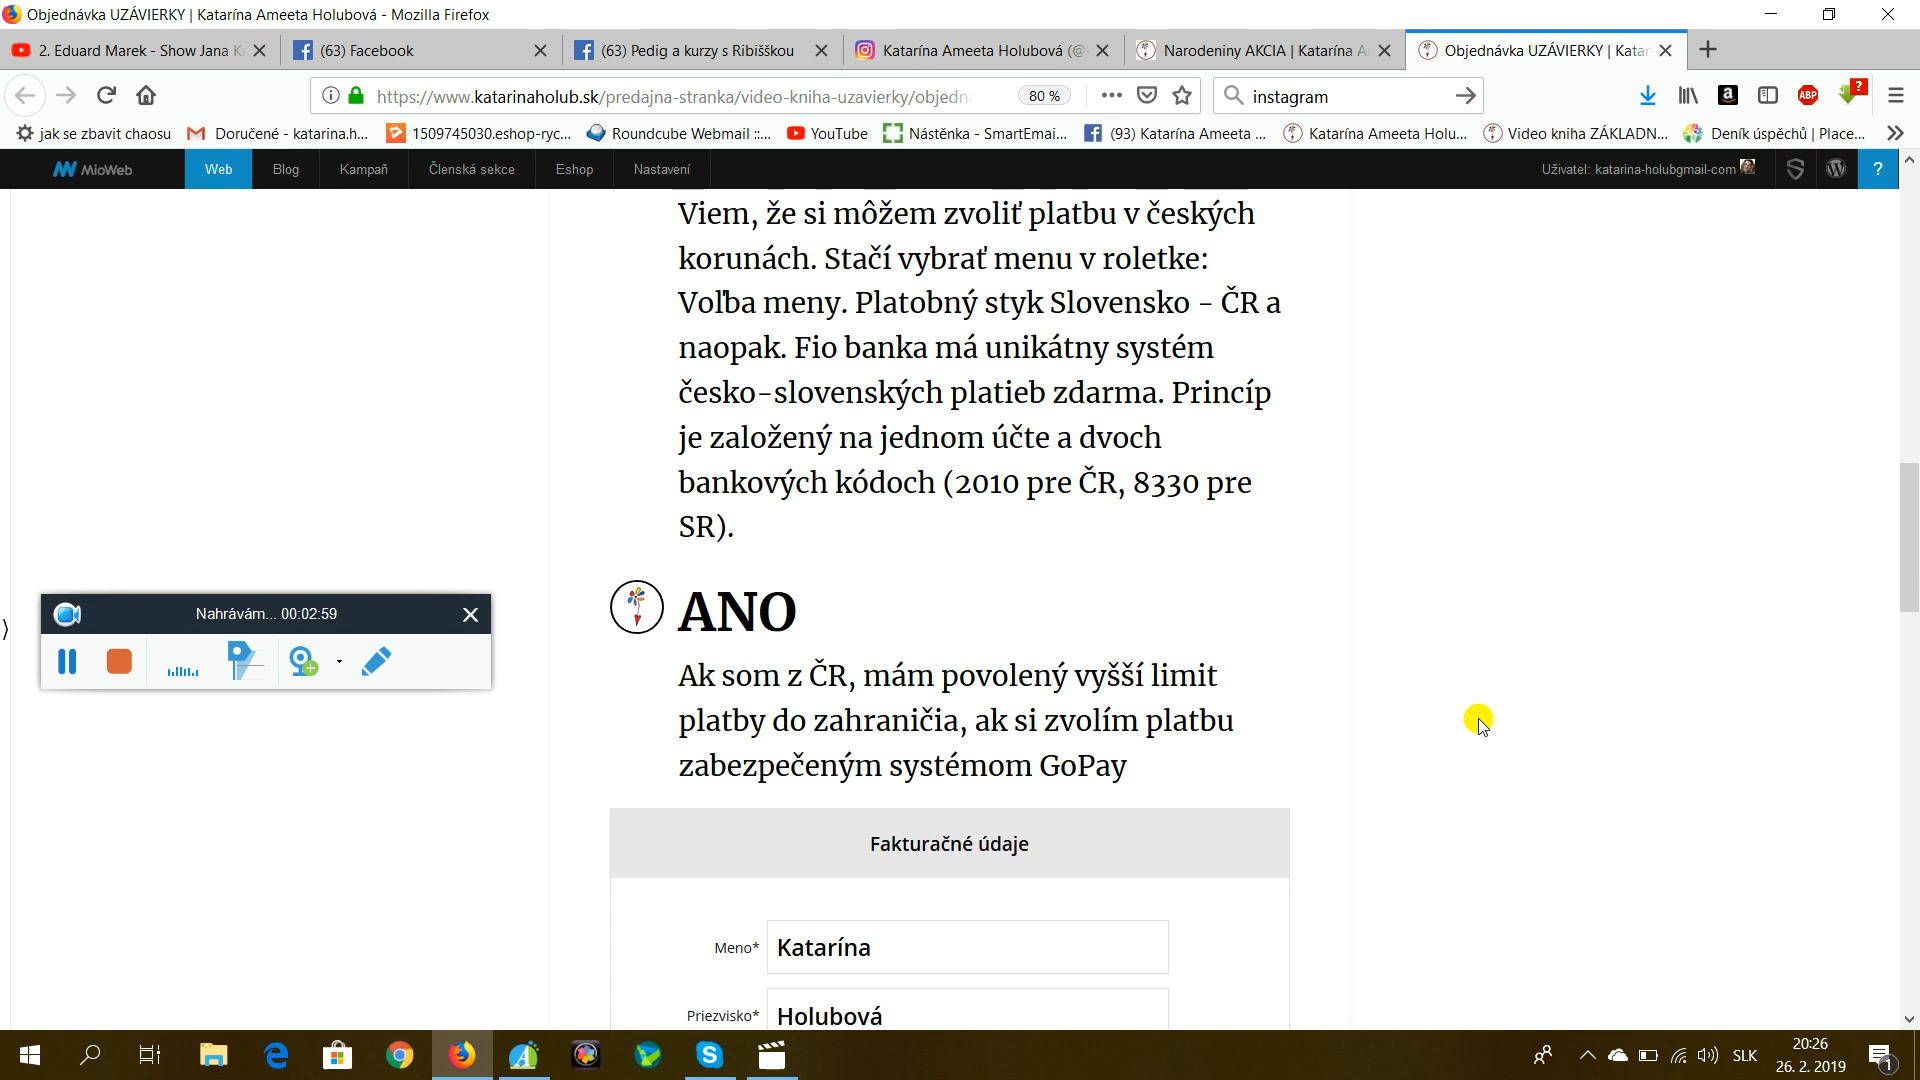 Objednávka UZÁVIERKY | Katarína Ameeta Holubová - Mozilla Firefox
2. Eduard Marek - Show Jana K
(63) Facebook
(63) Pedig a kurzy s Ribišškou
Katarína Ameeta Holubová (@
Narodeniny AKCIA | Katarína A
Objednávka UZÁVIERKY | Katar
https://www.katarinaholub.sk/predajna-stranka/video-kniha-uzavierky/objedn
80 %
instagram
ABP
?
jak se zbavit chaosu
Doručené - katarina.h...
1509745030.eshop-ryc...
Roundcube Webmail ::...
YouTube
Nástěnka - SmartEmai...
(93) Katarína Ameeta ...
Katarína Ameeta Holu...
Video kniha ZÁKLADN...
Deník úspěchů | Place...
MioWeb
Web
Blog
Kampaň
Členská sekce
Eshop
Nastavení
Uživatel: katarina-holubgmail-com
?
Viem, že si môžem zvoliť platbu v českých
korunách. Stačí vybrať menu v roletke:
Voľba meny. Platobný styk Slovensko - ČR a
naopak. Fio banka má unikátny systém
česko-slovenských platieb zdarma. Princíp
je založený na jednom účte a dvoch
bankových kódoch (2010 pre ČR, 8330 pre
SR).
ANO
Nahrávám... 00:02:59
Ak som z ČR, mám povolený vyšší limit
platby do zahraničia, ak si zvolím platbu
zabezpečeným systémom GoPay
Fakturačné údaje
Meno* Katarína
Priezvisko* Holubová
SLK
20:26
26. 2. 2019
1